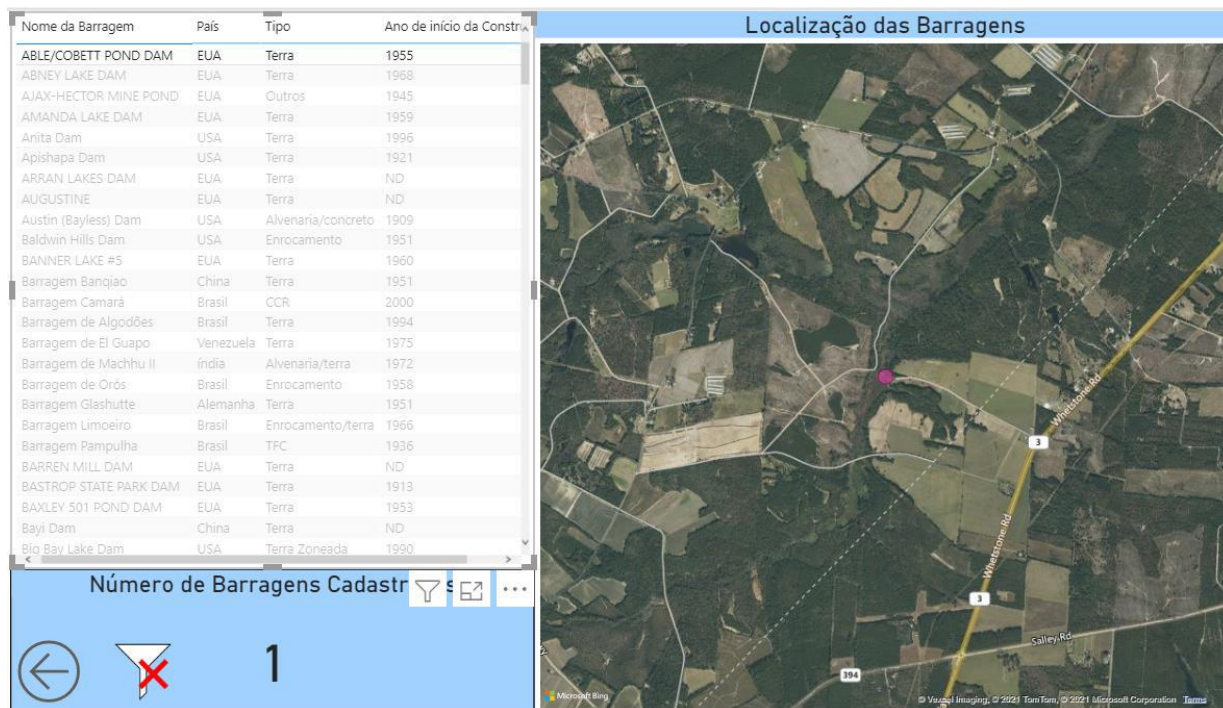 Nome da Barragem País Tipo Ano de início da Constru
ABLE/COBETT POND DAM EUA Terra 1955
ABNEY LAKE DAM EUA Terra 1968
AJAX-HECTOR MINE POND EUA Outros 1945
AMANDA LAKE DAM EUA Terra 1959
Anita Dam USA Terra 1996
Apishapa Dam USA Terra 1921
ARRAN LAKES DAM EUA Terra ND
AUGUSTINE EUA Terra ND
Austin (Bayless) Dam USA Alvenaria/concreto 1909
Baldwin Hills Dam USA Enrocamento 1951
BANNER LAKE #5 EUA Terra 1960
Barragem Banqiao China Terra 1951
Barragem Camará Brasil CCR 2000
Barragem de Algodões Brasil Terra 1994
Barragem de El Guapo Venezuela Terra 1975
Barragem de Machhu II índia Alvenaria/terra 1972
Barragem de Orós Brasil Enrocamento 1958
Barragem Glashutte Alemanha Terra 1951
Barragem Limoeiro Brasil Enrocamento/terra 1966
Barragem Pampulha Brasil TFC 1936
BARREN MILL DAM EUA Terra ND
BASTROP STATE PARK DAM EUA Terra 1913
BAXLEY 501 POND DAM EUA Terra 1953
Bayi Dam China Terra ND
Big Bay Lake Dam USA Terra Zoneada 1990
Número de Barragens Cadastr s
1
Localização das Barragens
Whetstone Rd
3
Whetstone Rd
3
Salley Rd
394
Microsoft Bing
© Vexcel Imaging, © 2021 TomTom, © 2021 Microsoft Corporation Terms